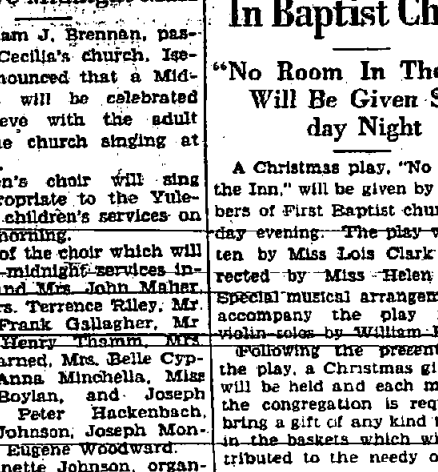 am J. Brennan, pas-
Cecilia's church, Ise-
nounced that a Mid-
will be celebrated
eve with the adult
church singing at
en's choir will sing
ropriate to the Yule-
children's services on
morning.
of the choir which will
midnight services in-
and Mrs. John Maher,
rs. Terrence Riley, Mr.
Frank Gallagher, Mr
Henry Thamm, Mrs
arned, Mrs. Belle Cyp-
Anna Minchella, Miss
Boylan, and Joseph
Peter Hackenbach,
Johnson, Joseph Mon-
Eugene Woodward.
nette Johnson, organ-
In Baptist Ch
"No Room In The
Will Be Given S
day Night
A Christmas play, "No
the Inn," will be given by
bers of First Baptist chur
day evening. The play w
ten by Miss Lois Clark
rected by Miss Helen
Special musical arrangem
accompany the play
violin solos by William
Following the present
the play, a Christmas gi
will be held and each m
the congregation is req
bring a gift of any kind
in the baskets which wi
tributed to the needy o